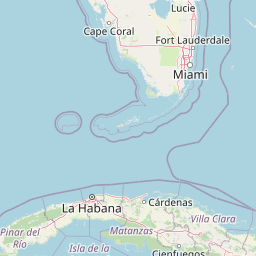 Lucie
Cape Coral
Fort Lauderdale
Miami
La Habana
Cárdenas
Pinar del
Río
Matanzas
Villa Clara
Isla de la
Cienfuegos